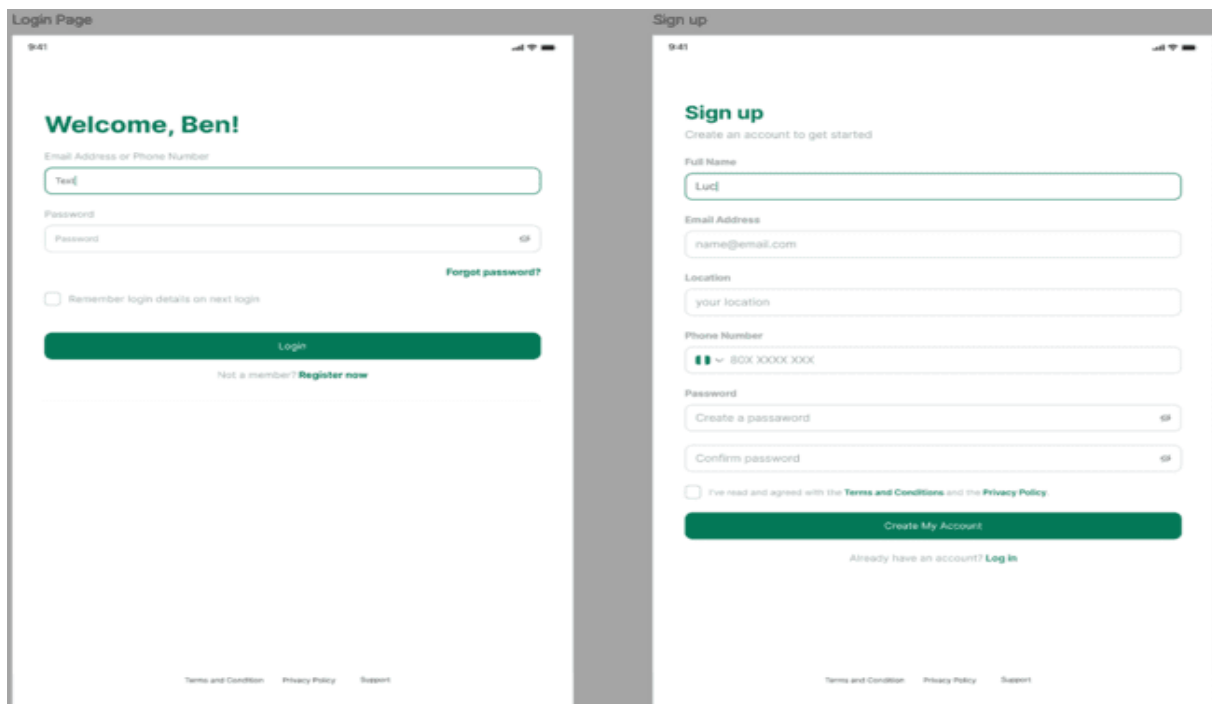 Login Page
9:41
Welcome, Ben!
Email Address or Phone Number
Text
Password
Password
Forgot password?
Remember login details on next login
Login
Not a member? Register now
Terms and Condition Privacy Policy Support
Sign up
9:41
Sign up
Create an account to get started
Full Name
Luc
Email Address
name@email.com
Location
your location
Phone Number
80X XXXX XXX
Password
Create a passaword
Confirm password
I've read and agreed with the Terms and Conditions and the Privacy Policy.
Create My Account
Already have an account? Log in
Terms and Condition Privacy Policy Support